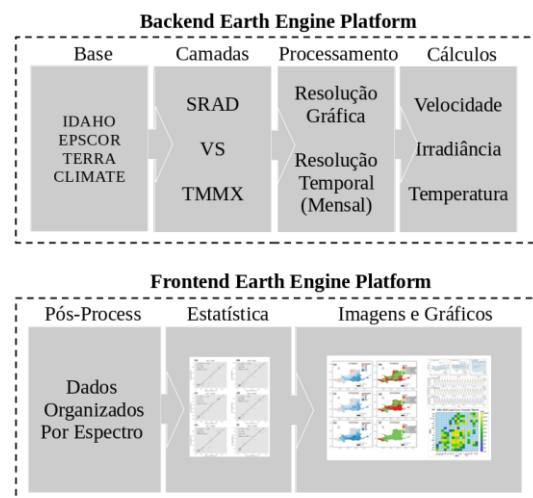 Backend Earth Engine Platform
Base
Camadas
Processamento
Cálculos
IDAHO
EPSCOR
TERRA
CLIMATE
SRAD
VS
TMMX
Resolução
Gráfica
Resolução
Temporal
(Mensal)
Velocidade
Irradiância
Temperatura
Frontend Earth Engine Platform
Pós-Process
Estatística
Imagens e Gráficos
Dados
Organizados
Por Espectro